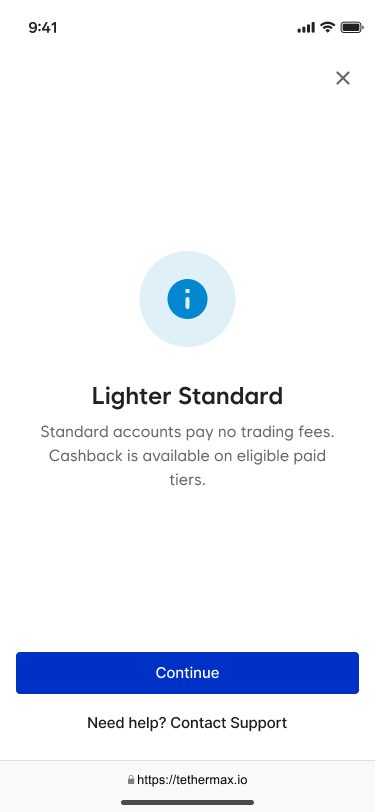 9:41
Lighter Standard
Standard accounts pay no trading fees.
Cashback is available on eligible paid
tiers.
Continue
Need help? Contact Support
https://tethermax.io